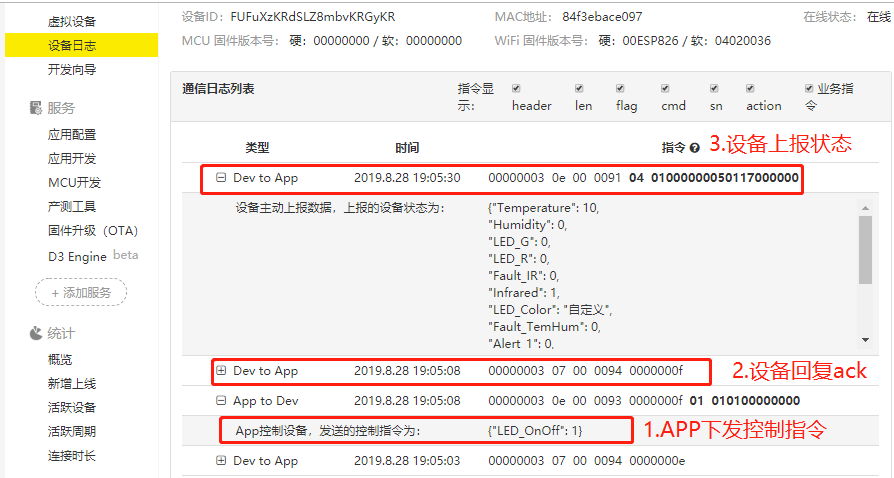 虚拟设备
设备日志
开发向导
服务
应用配置
应用开发
MCU开发
产测工具
固件升级（OTA）
D3 Engine beta
+ 添加服务
统计
概览
新增上线
活跃设备
活跃周期
连接时长
设备ID: FUFuXzKRdSLZ8mbvKRGyKR MAC地址: 84f3ebace097 在线状态: 在线
MCU 固件版本号: 硬: 00000000 / 软: 00000000 WiFi 固件版本号: 硬: 00ESP826 / 软: 04020036
通信日志列表 指令显示: header len flag cmd sn action 业务指令
类型 时间 指令 3.设备上报状态
Dev to App 2019.8.28 19:05:30 00000003 0e 00 0091 04 01000000050117000000
设备主动上报数据，上报的设备状态为: {"Temperature": 10,
"Humidity": 0,
"LED_G": 0,
"LED_R": 0,
"Fault_IR": 0,
"Infrared": 1,
"LED_Color": "自定义",
"Fault_TemHum": 0,
"Alert_1": 0,
Dev to App 2019.8.28 19:05:08 00000003 07 00 0094 0000000f 2.设备回复ack
App to Dev 2019.8.28 19:05:08 00000003 0e 00 0093 0000000f 01 010100000000
App控制设备，发送的控制指令为: {"LED_OnOff": 1} 1.APP下发控制指令
Dev to App 2019.8.28 19:05:03 00000003 07 00 0094 0000000e